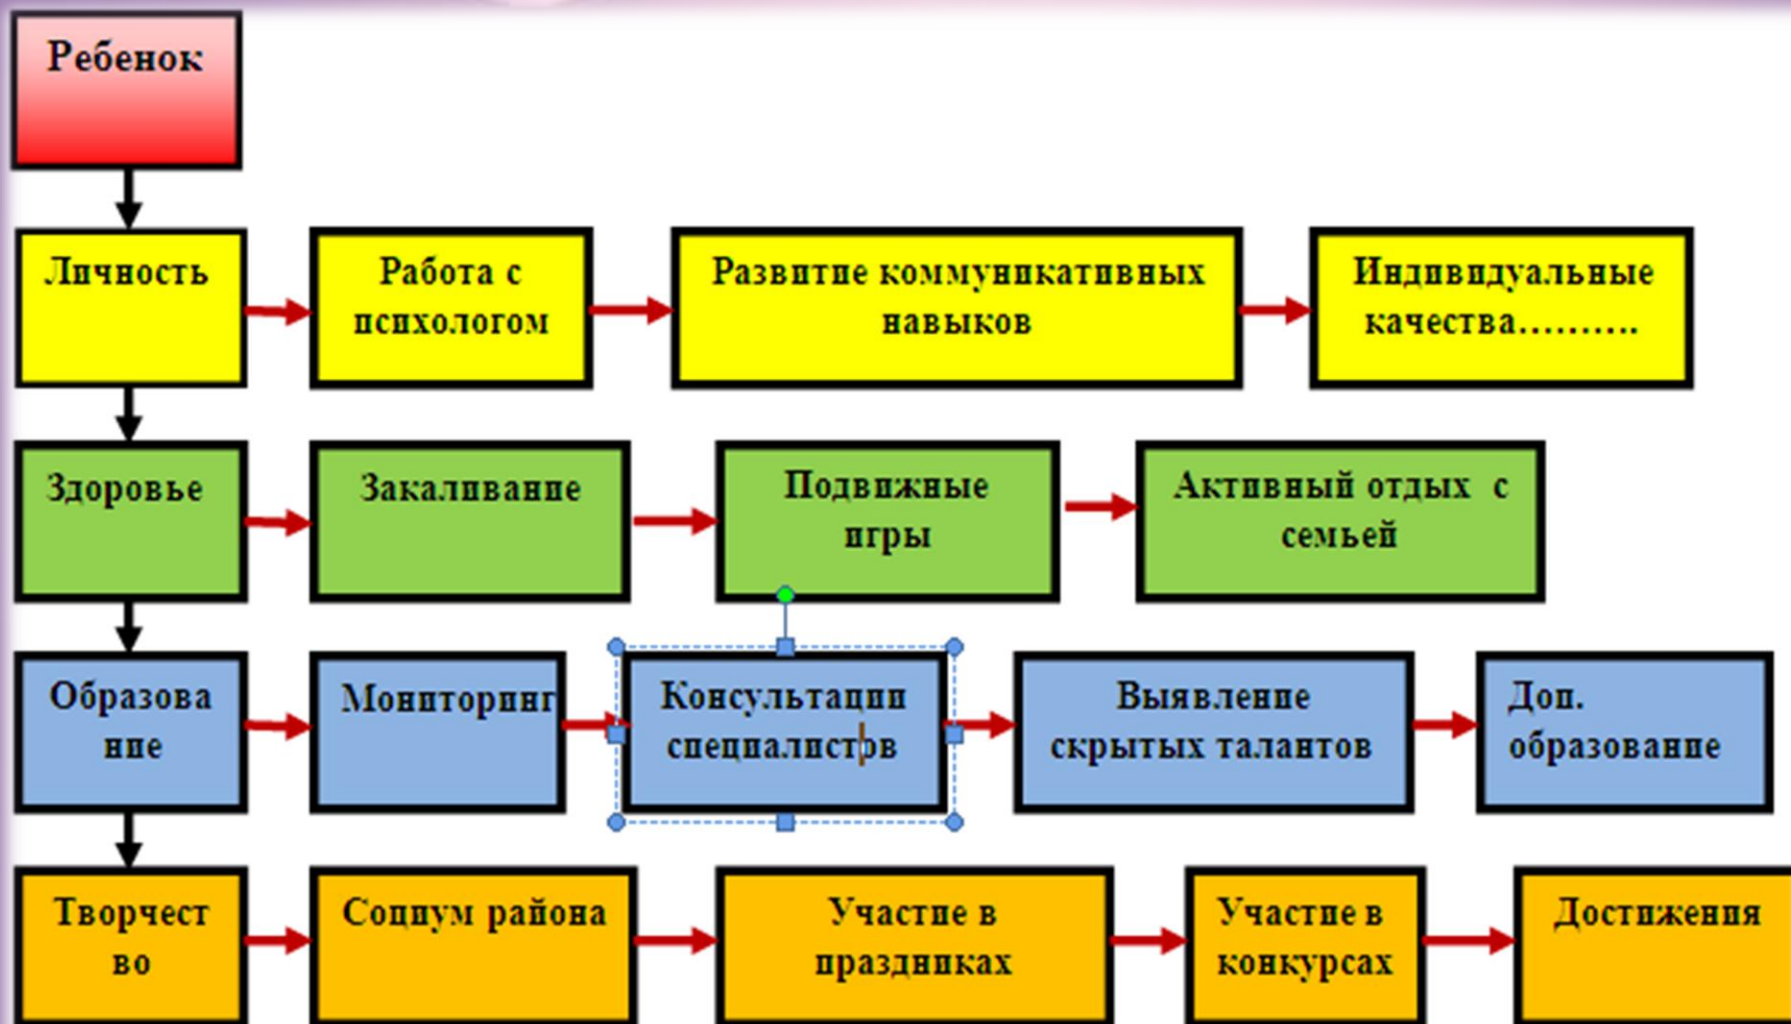 Ребенок
Личность
Работа с
психологом
Развитие коммуникативных
навыков
Индивидуальные
качества..........
Здоровье
Закаливание
Подвижные
игры
Активный отдых  с
семьей
Образова
ние
Мониторинг
Консультации
специалистов
Выявление
скрытых талантов
Доп.
образование
Творчест
во
Социум района
Участие в
праздниках
Участие в
конкурсах
Достижения